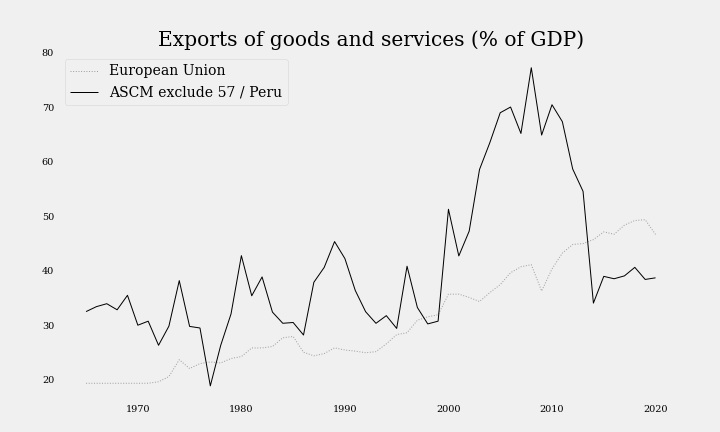 Exports of goods and services (% of GDP)
80
European Union
ASCM exclude 57 / Peru
70
60
50
40
30
20
1970 1980 1990 2000 2010 2020